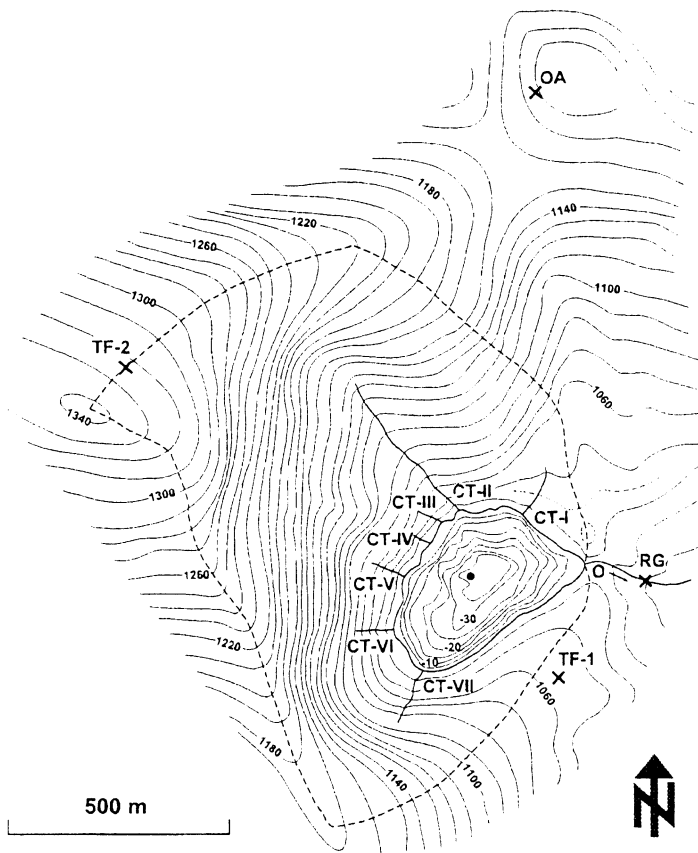 OA
1180
1140
1220
1260
1100
1300
TF-2
1060
1340
1300
CT-II
CT-III
CT-I
CT-IV
RG
O
CT-V
1260
-30
1220
CT-VI
-20
-10
TF-1
CT-VII
1060
1180
1100
1140
500 m
N